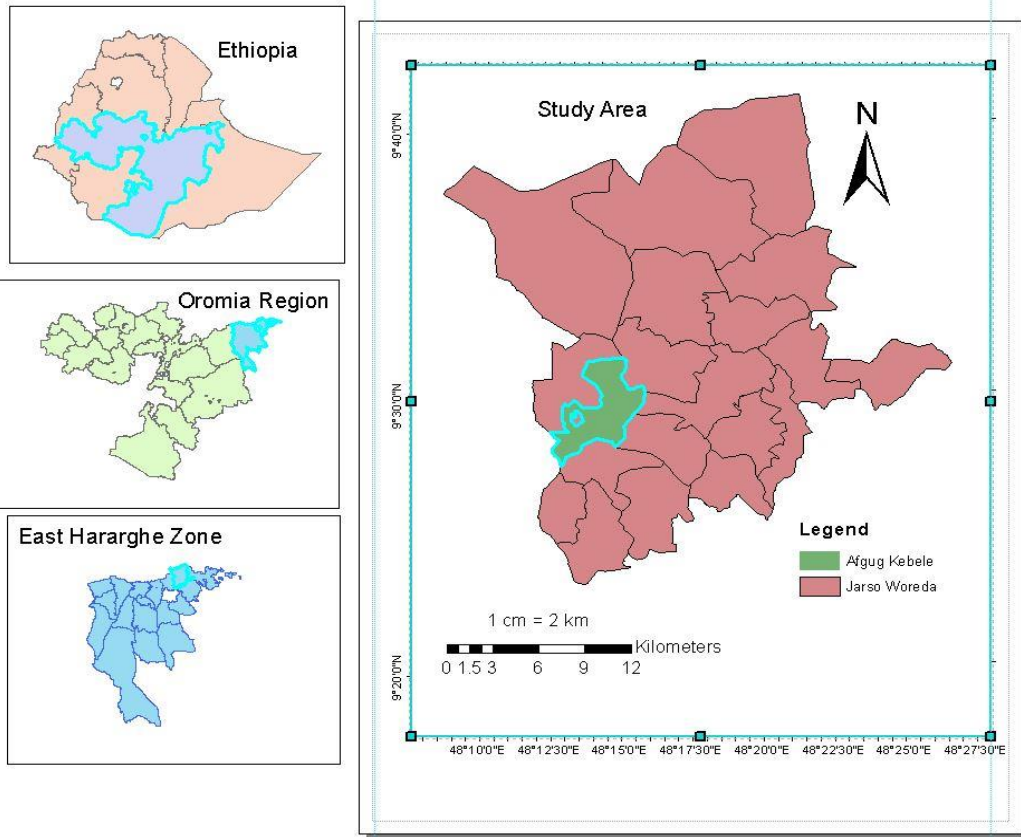 Ethiopia
Oromia Region
East Hararghe Zone
Study Area
N
9°40'0"N
9°30'0"N
9°20'0"N
Legend
Afgug Kebele
Jarso Woreda
1 cm = 2 km
Kilometers
0 1.5 3 6 9 12
48°10'0"E 48°12'30"E 48°15'0"E 48°17'30"E 48°20'0"E 48°22'30"E 48°25'0"E 48°27'30"E